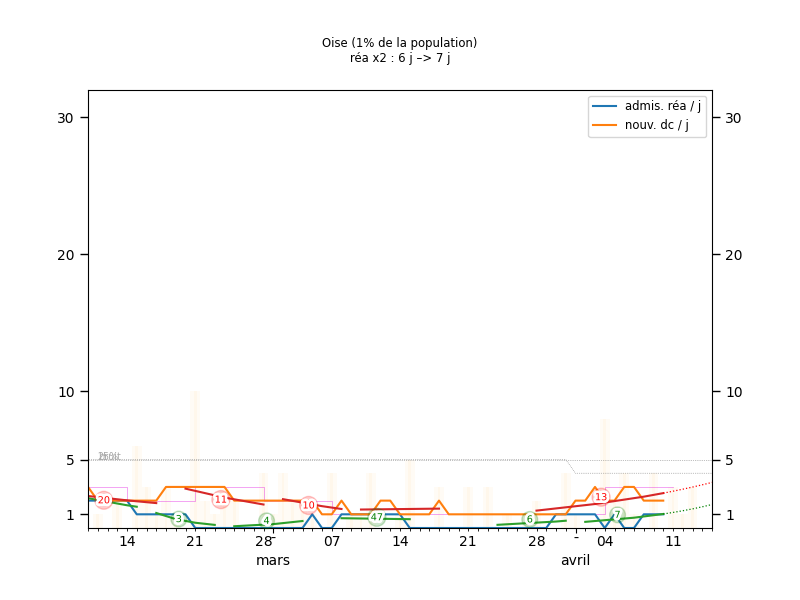 Oise (1% de la population)
réa x2 : 6 j –> 7 j
admis. réa / j
nouv. dc / j
30 30
20 20
10 10
5 5
1 1
20 3 11 4 10 47 6 13 7
14 21 28 07 14 21 28 04 11
mars avril